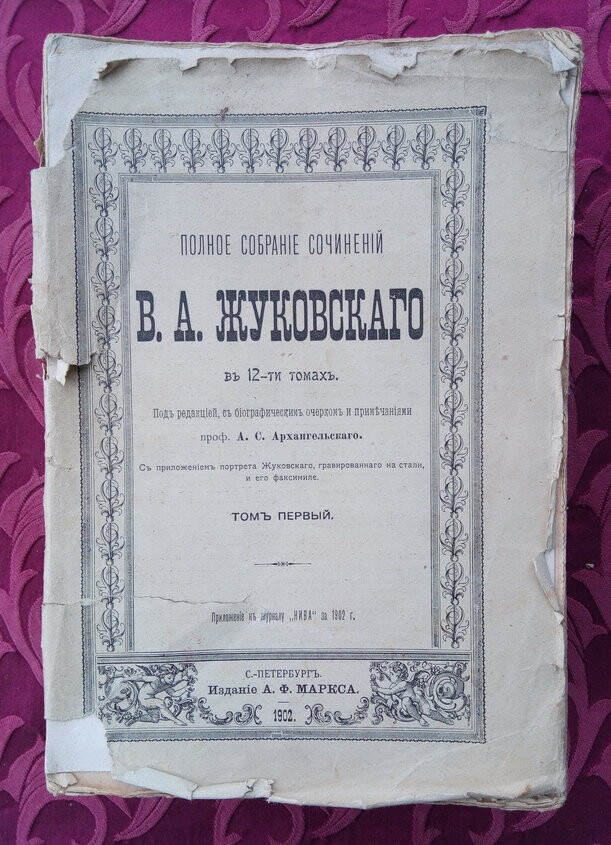 ПОЛНОЕ СОБРАНІЕ СОЧИНЕНІЙ
В. А. ЖУКОВСКАГО
въ 12-ти томахъ.
Подъ редакціей, съ біографическимъ очеркомъ и примѣчаніями
проф. А. С. Архангельскаго.
Съ приложеніемъ портрета Жуковскаго, гравированнаго на стали,
и его факсимиле.
ТОМЪ ПЕРВЫЙ.
Приложеніе къ журналу „НИВА" за 1902 г.
С.-ПЕТЕРБУРГЪ.
Изданіе А. Ф. МАРКСА.
1902.